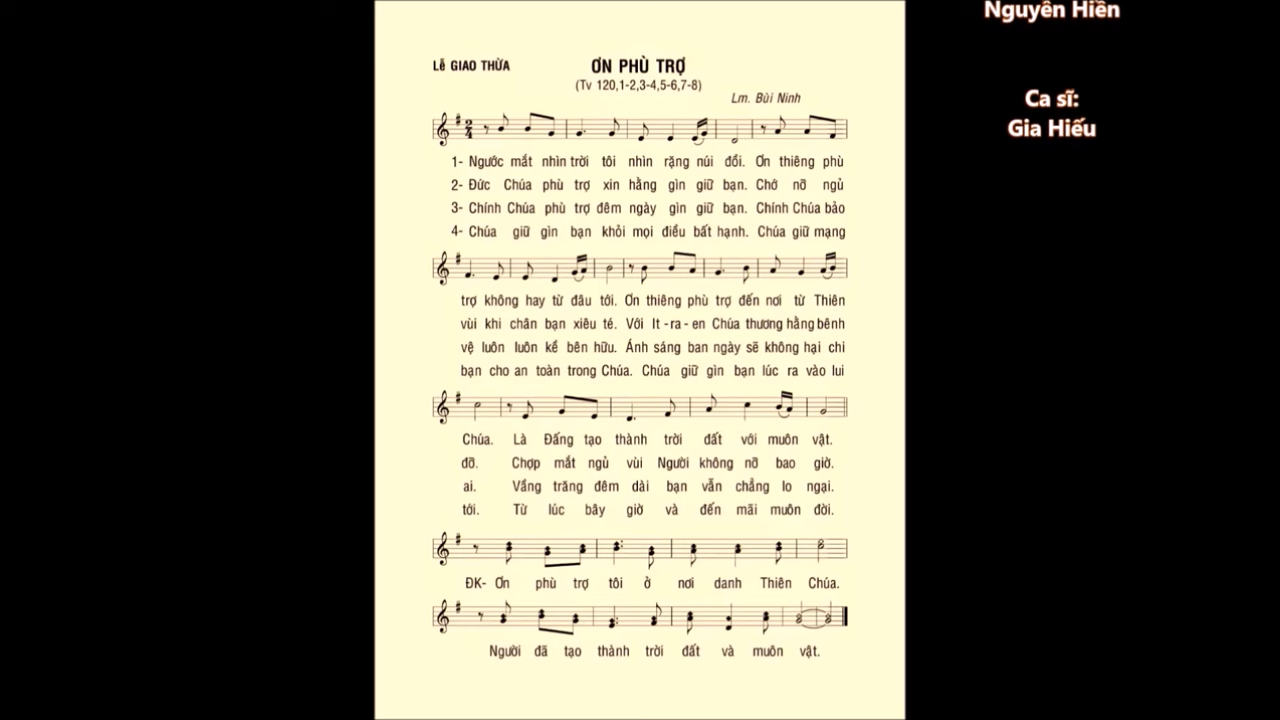 Nguyễn Hiền
Ca sĩ:
Gia Hiếu
LỄ GIAO THỪA
ƠN PHÙ TRỢ
(Tv 120,1-2,3-4,5-6,7-8)
Lm. Bùi Ninh
1- Ngước mắt nhìn trời tôi nhìn rặng núi đồi. Ơn thiêng phù
2- Đức Chúa phù trợ xin hằng gìn giữ bạn. Chớ nỡ ngủ
3- Chính Chúa phù trợ đêm ngày gìn giữ bạn. Chính Chúa bảo
4- Chúa giữ gìn bạn khỏi mọi điều bất hạnh. Chúa giữ mạng
trợ không hay từ đâu tới. Ơn thiêng phù trợ đến nơi từ Thiên
vùi khi chân bạn xiêu té. Với It - ra - en Chúa thương hằng bênh
vệ luôn luôn kề bên hữu. Ánh sáng ban ngày sẽ không hại chi
bạn cho an toàn trong Chúa. Chúa giữ gìn bạn lúc ra vào lui
Chúa. Là Đấng tạo thành trời đất với muôn vật.
đỡ. Chợp mắt ngủ vùi Người không nỡ bao giờ.
ai. Vầng trăng đêm dài bạn vẫn chẳng lo ngại.
tới. Từ lúc bây giờ và đến mãi muôn đời.
ĐK- Ơn phù trợ tôi ở nơi danh Thiên Chúa.
Người đã tạo thành trời đất và muôn vật.